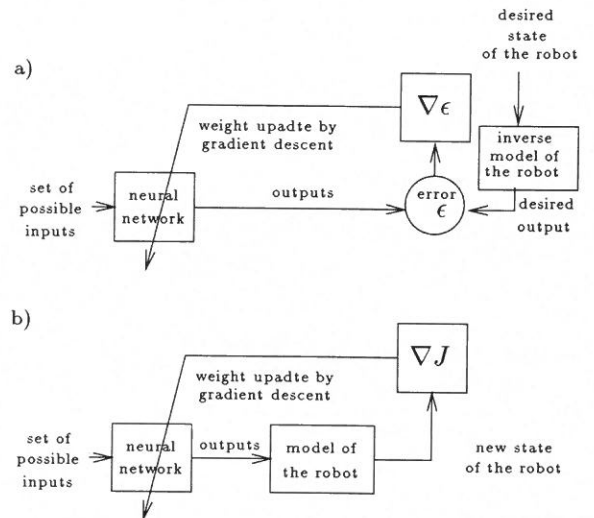 desired
state
of the robot
a)
∇ϵ
weight upadte by
gradient descent
inverse
model of
the robot
set of
possible
inputs
neural
network
outputs
error
ϵ
desired
output
b)
∇J
weight upadte by
gradient descent
set of
possible
inputs
neural
network
outputs
model of
the robot
new state
of the robot